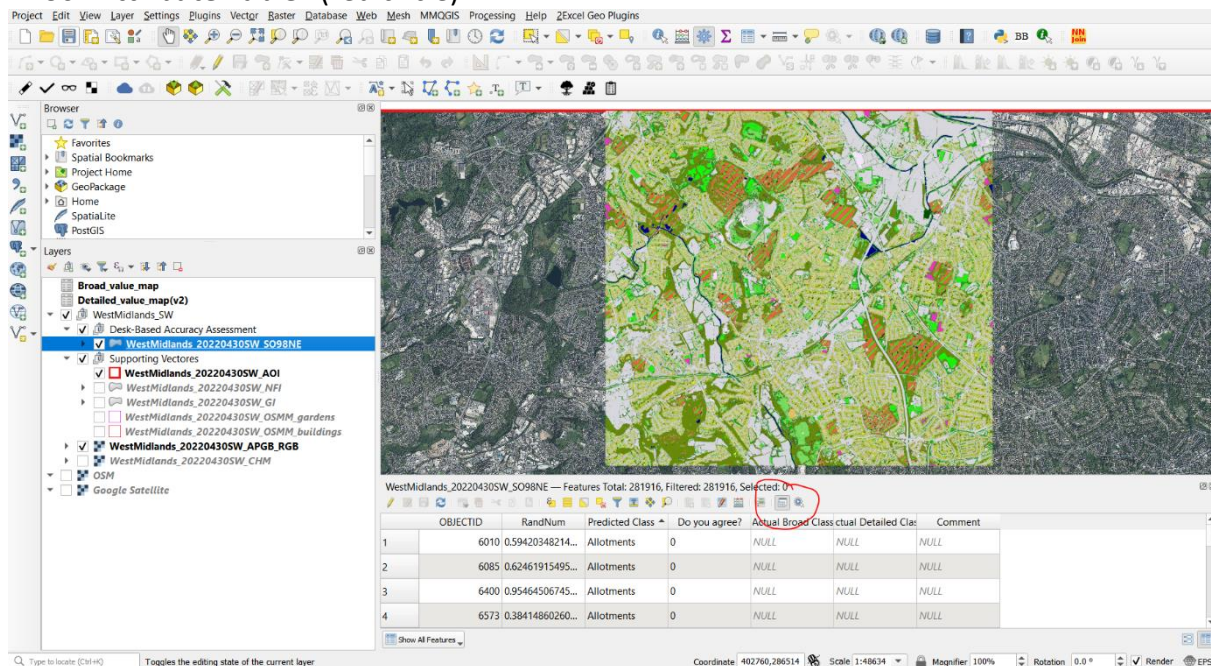 Project Edit View Layer Settings Plugins Vector Raster Database Web Mesh MMQGIS Processing Help 2Excel Geo Plugins
BB
NN
Join
Browser
Favorites
Spatial Bookmarks
Project Home
GeoPackage
Home
SpatiaLite
PostGIS
Layers
Broad_value_map
Detailed_value_map(v2)
WestMidlands_SW
Desk-Based Accuracy Assessment
WestMidlands_20220430SW_SO98NE
Supporting Vectores
WestMidlands_20220430SW_AOI
WestMidlands_20220430SW_NFI
WestMidlands_20220430SW_GI
WestMidlands_20220430SW_OSMM_gardens
WestMidlands_20220430SW_OSMM_buildings
WestMidlands_20220430SW_APGB_RGB
WestMidlands_20220430SW_CHM
OSM
Google Satellite
WestMidlands_20220430SW_SO98NE — Features Total: 281916, Filtered: 281916, Selected: 0
OBJECTID RandNum Predicted Class Do you agree? Actual Broad Class ctual Detailed Clas Comment
1 6010 0.59420348214... Allotments 0 NULL NULL NULL
2 6085 0.62461915495... Allotments 0 NULL NULL NULL
3 6400 0.95464506745... Allotments 0 NULL NULL NULL
4 6573 0.38414860260... Allotments 0 NULL NULL NULL
Show All Features
Type to locate (Ctrl+K) Toggles the editing state of the current layer Coordinate 402760,286514 Scale 1:48634 Magnifier 100% Rotation 0.0 ° Render EPS